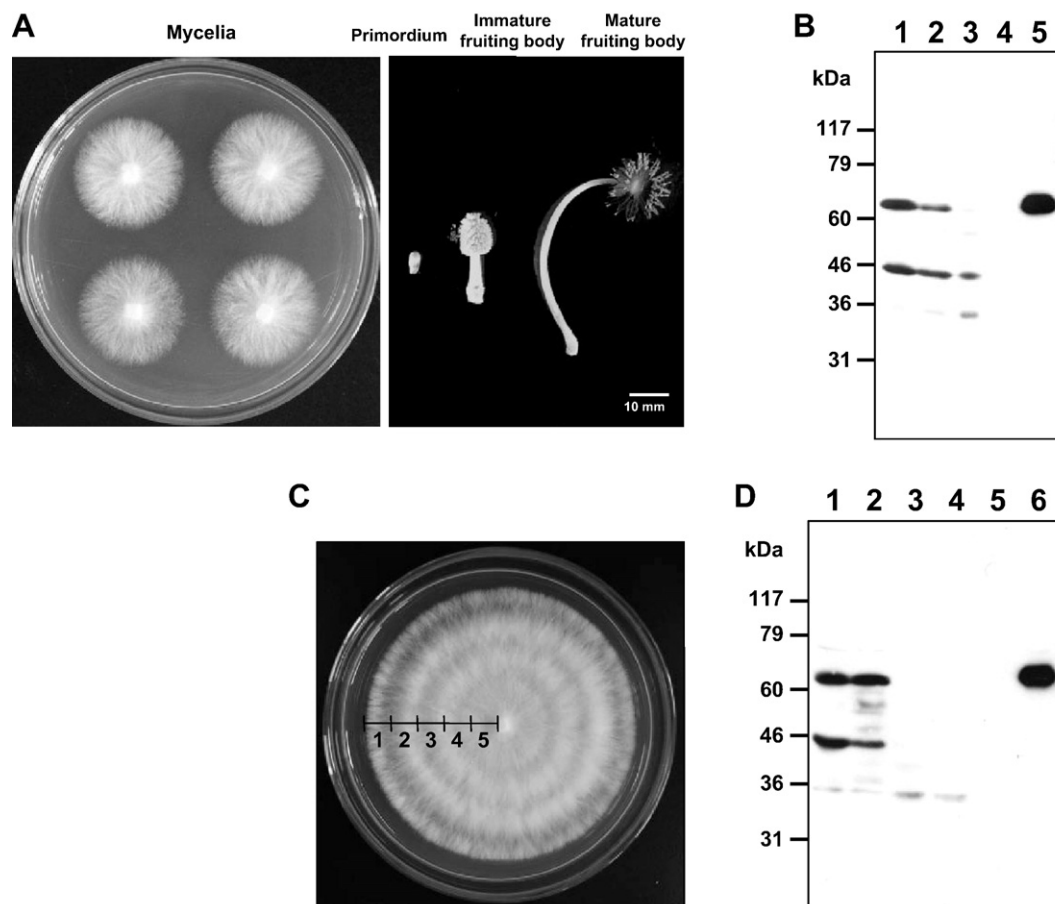 A
Mycelia
Primordium
Immature
fruiting body
Mature
fruiting body
10 mm
B
1 2 3 4 5
kDa
117
79
60
46
36
31
C
1 2 3 4 5
D
1 2 3 4 5 6
kDa
117
79
60
46
36
31